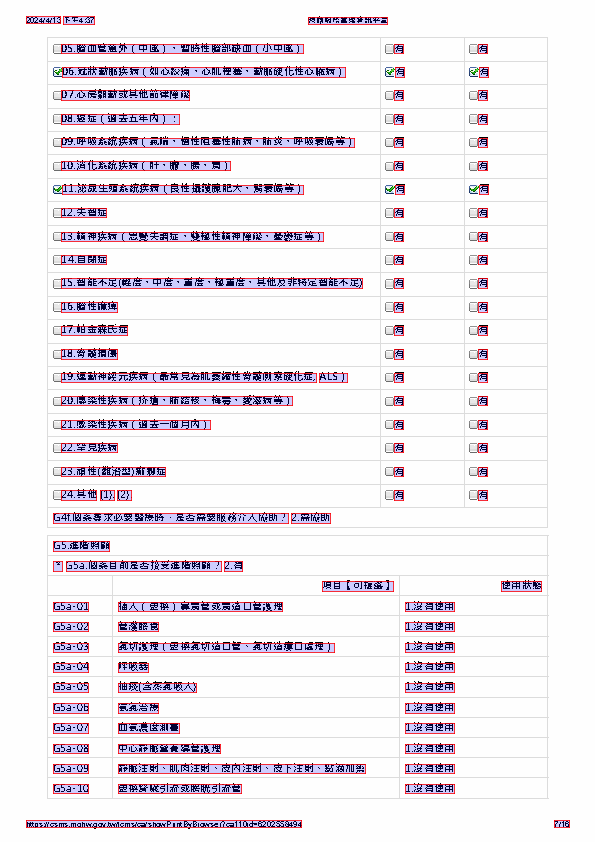 2024/4/13 下午4:37 照顧服務管理資訊平臺
05.腦血管意外（中風）、暫時性腦部缺血（小中風） 有 有
06.冠狀動脈疾病（如心絞痛、心肌梗塞、動脈硬化性心臟病） 有 有
07.心房顫動或其他節律障礙 有 有
08.癌症（過去五年內）： 有 有
09.呼吸系統疾病（氣喘、慢性阻塞性肺病、肺炎、呼吸衰竭等） 有 有
10.消化系統疾病（肝、膽、腸、胃） 有 有
11.泌尿生殖系統疾病（良性攝護腺肥大、腎衰竭等） 有 有
12.失智症 有 有
13.精神疾病（思覺失調症、雙極性精神障礙、憂鬱症等） 有 有
14.自閉症 有 有
15.智能不足(輕度、中度、重度、極重度、其他及非特定智能不足) 有 有
16.腦性麻痺 有 有
17.帕金森氏症 有 有
18.脊髓損傷 有 有
19.運動神經元疾病（最常見為肌萎縮性脊髓側索硬化症, ALS） 有 有
20.感染性疾病（疥瘡、肺結核、梅毒、愛滋病等） 有 有
21.感染性疾病（過去一個月內） 有 有
22.罕見疾病 有 有
23.頑性(難治型)癲癇症 有 有
24.其他 (1). (2). 有 有
G4f.個案尋求必要醫療時，是否需要服務介入協助？ 2.需協助
G5.進階照顧
* G5a.個案目前是否接受進階照顧？ 2.否
項目【可複選】 使用狀態
G5a-01 插入（更換）鼻胃管或胃造口管護理 1.沒有使用
G5a-02 管灌餵食 1.沒有使用
G5a-03 氣切護理（更換氣切造口管、氣切造瘻口處理） 1.沒有使用
G5a-04 呼吸器 1.沒有使用
G5a-05 抽痰(含蒸氣吸入) 1.沒有使用
G5a-06 氧氣治療 1.沒有使用
G5a-07 血氧濃度測量 1.沒有使用
G5a-08 中心靜脈營養導管護理 1.沒有使用
G5a-09 靜脈注射、肌肉注射、皮內注射、皮下注射、點滴加藥 1.沒有使用
G5a-10 更換腎臟引流或膀胱引流管 1.沒有使用
https://csms.mohw.gov.tw/lcms/ca/showPrintByBrowser?ca110id=6202558494 7/16